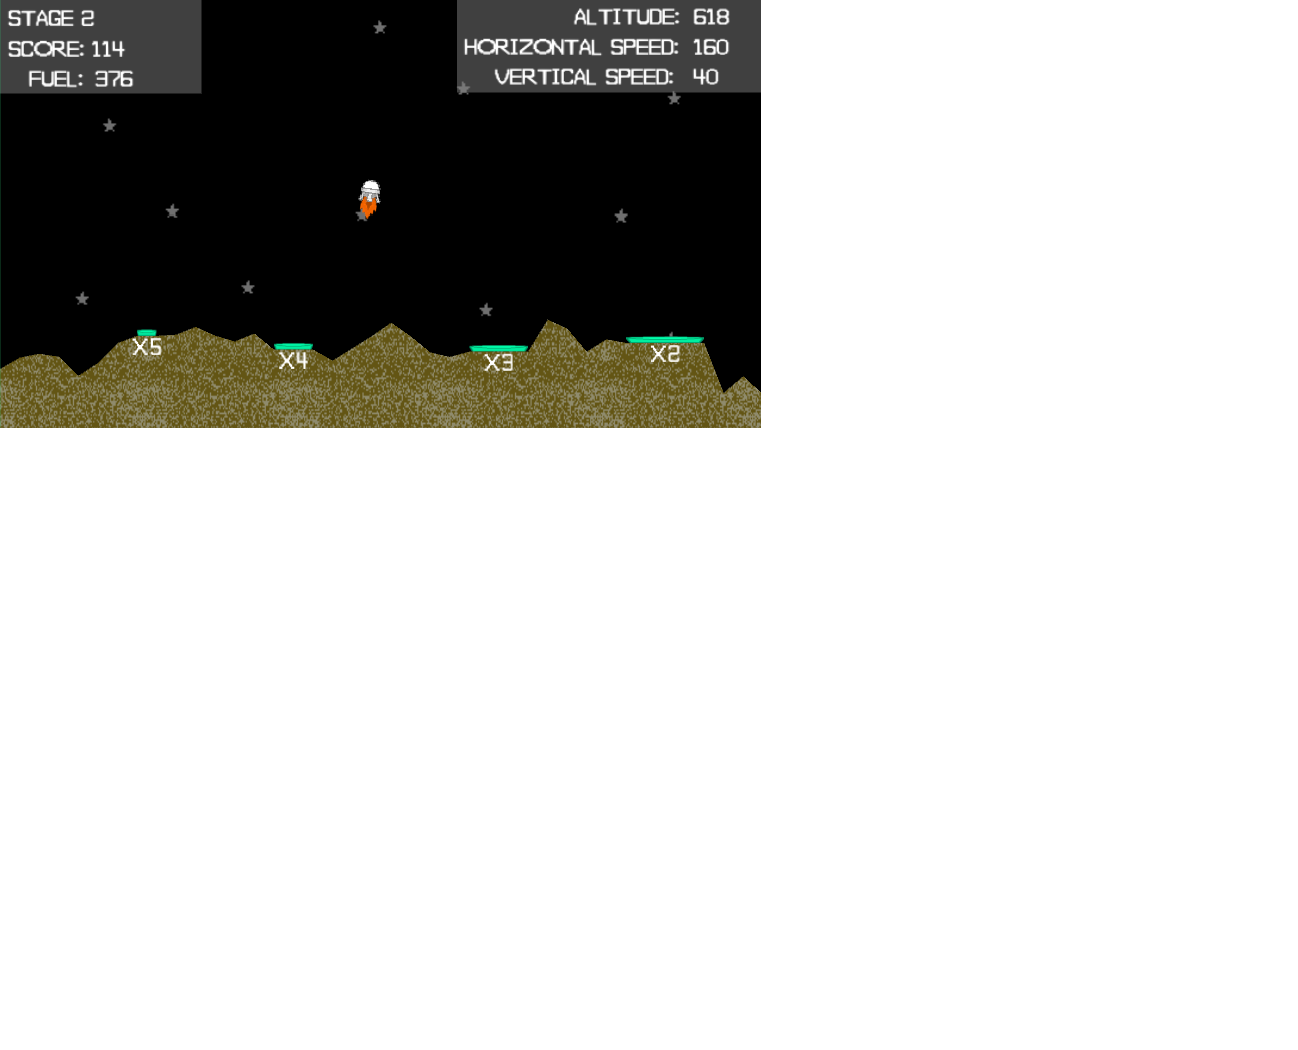 STAGE 2
SCORE: 114
FUEL: 376
ALTITUDE: 618
HORIZONTAL SPEED: 160
VERTICAL SPEED: 40
X5
X4
X3
X2